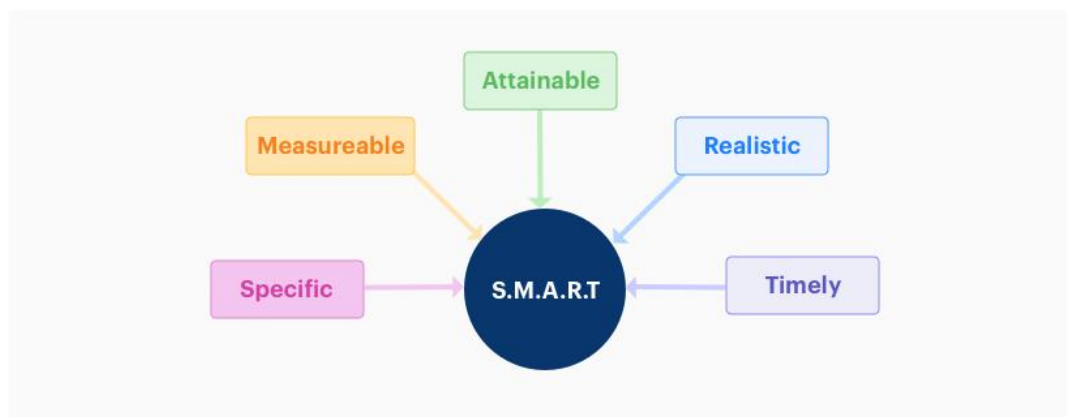 Attainable
Measureable
Realistic
Specific
S.M.A.R.T
Timely